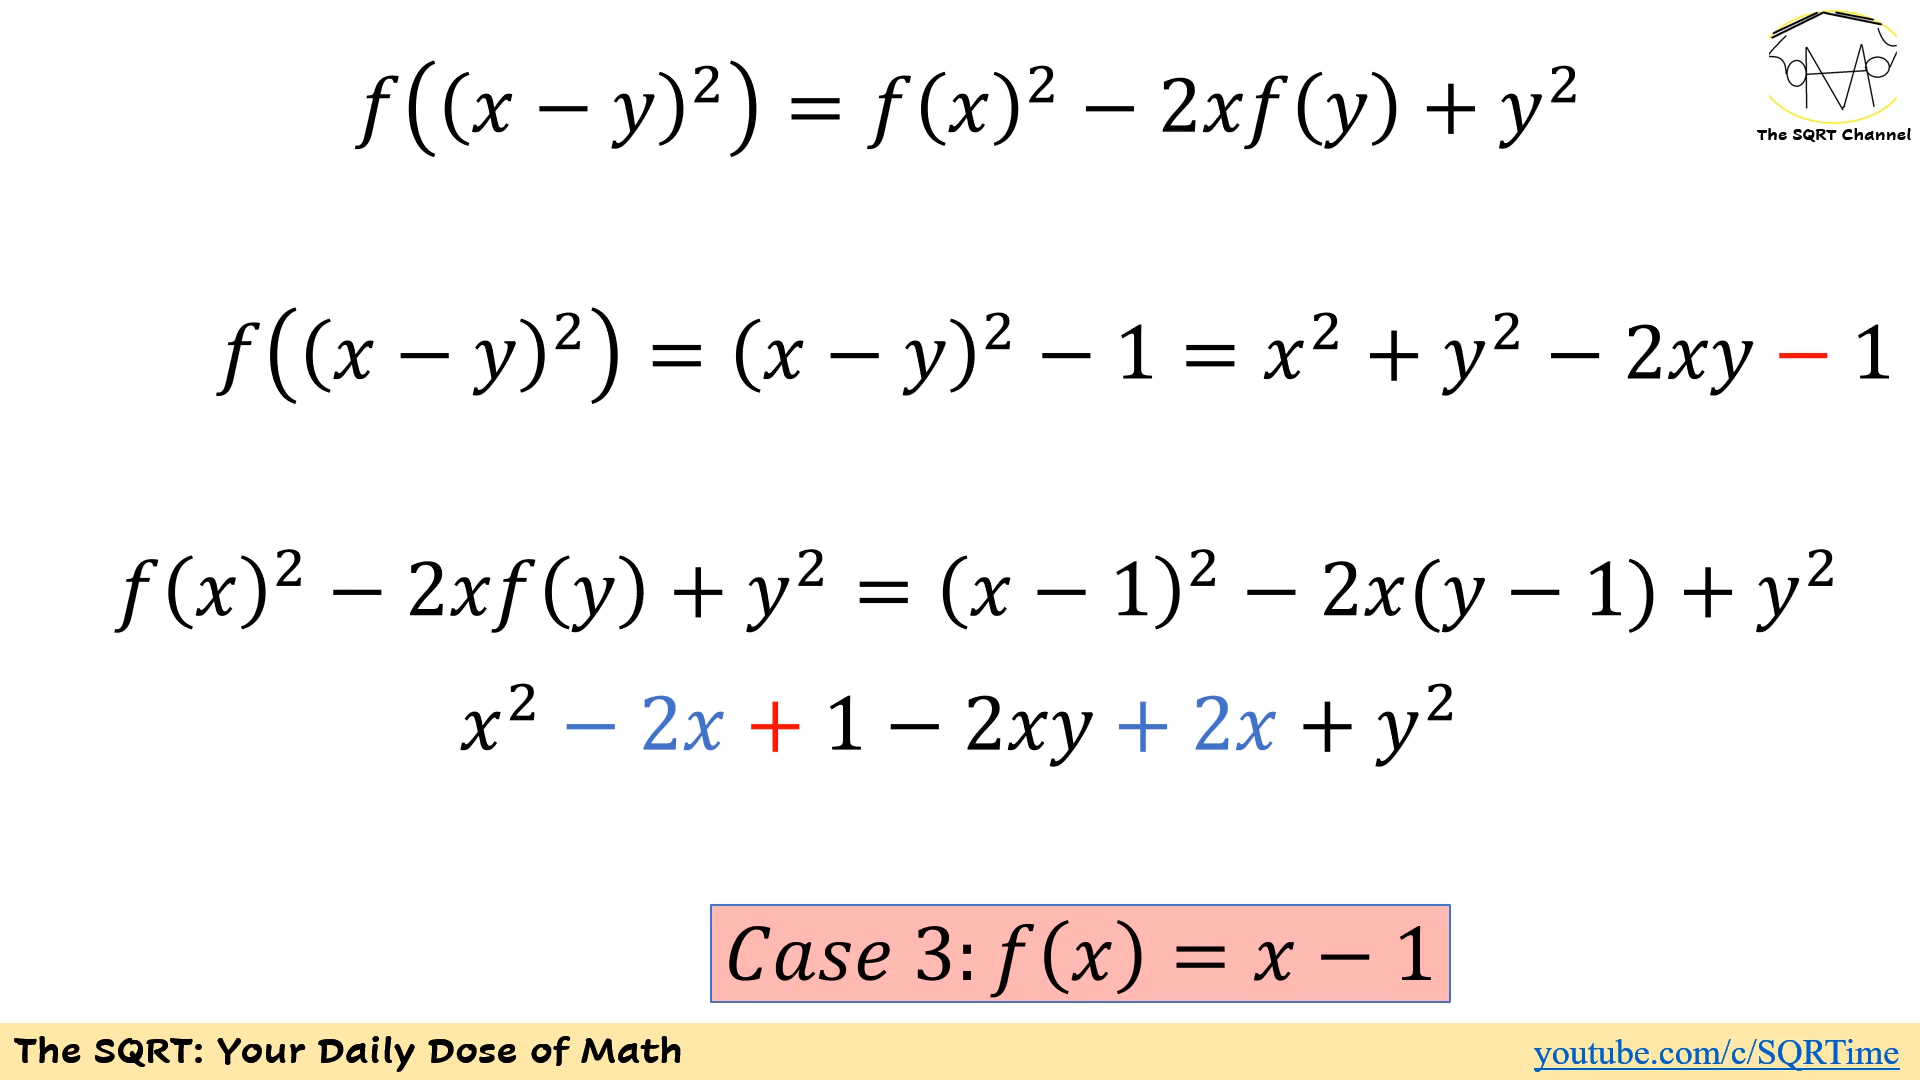 f((x − y)²) = f(x)² − 2xf(y) + y²
The SQRT Channel
f((x − y)²) = (x − y)² − 1 = x² + y² − 2xy − 1
f(x)² − 2xf(y) + y² = (x − 1)² − 2x(y − 1) + y²
x² − 2x + 1 − 2xy + 2x + y²
Case 3: f(x) = x − 1
The SQRT: Your Daily Dose of Math
youtube.com/c/SQRTime